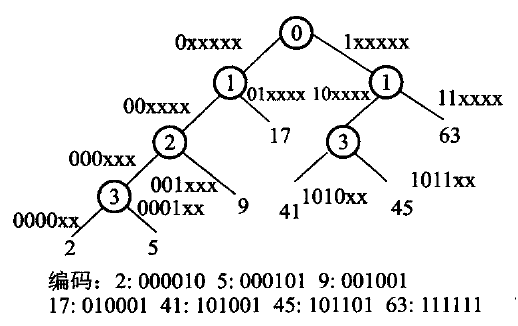 0
0xxxxx 1xxxxx
1 1
01xxxx 10xxxx 11xxxx
00xxxx
17 63
2 3
000xxx
001xxx 1010xx 1011xx
3
0001xx 9 41 45
0000xx
2 5
编码：2: 000010 5: 000101 9: 001001
17: 010001 41: 101001 45: 101101 63: 111111